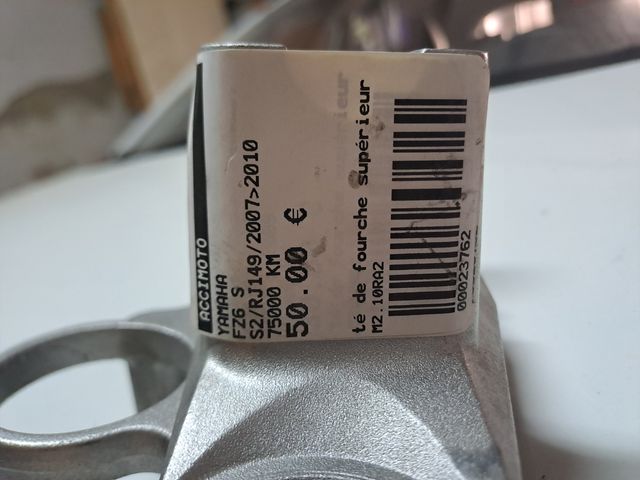 ACCIMOTO
YAMAHA
FZ6 S
S2/RJ149/2007>2010
75000 KM
50.00 €
té de fourche supérieur
M2.10RA2
00023762